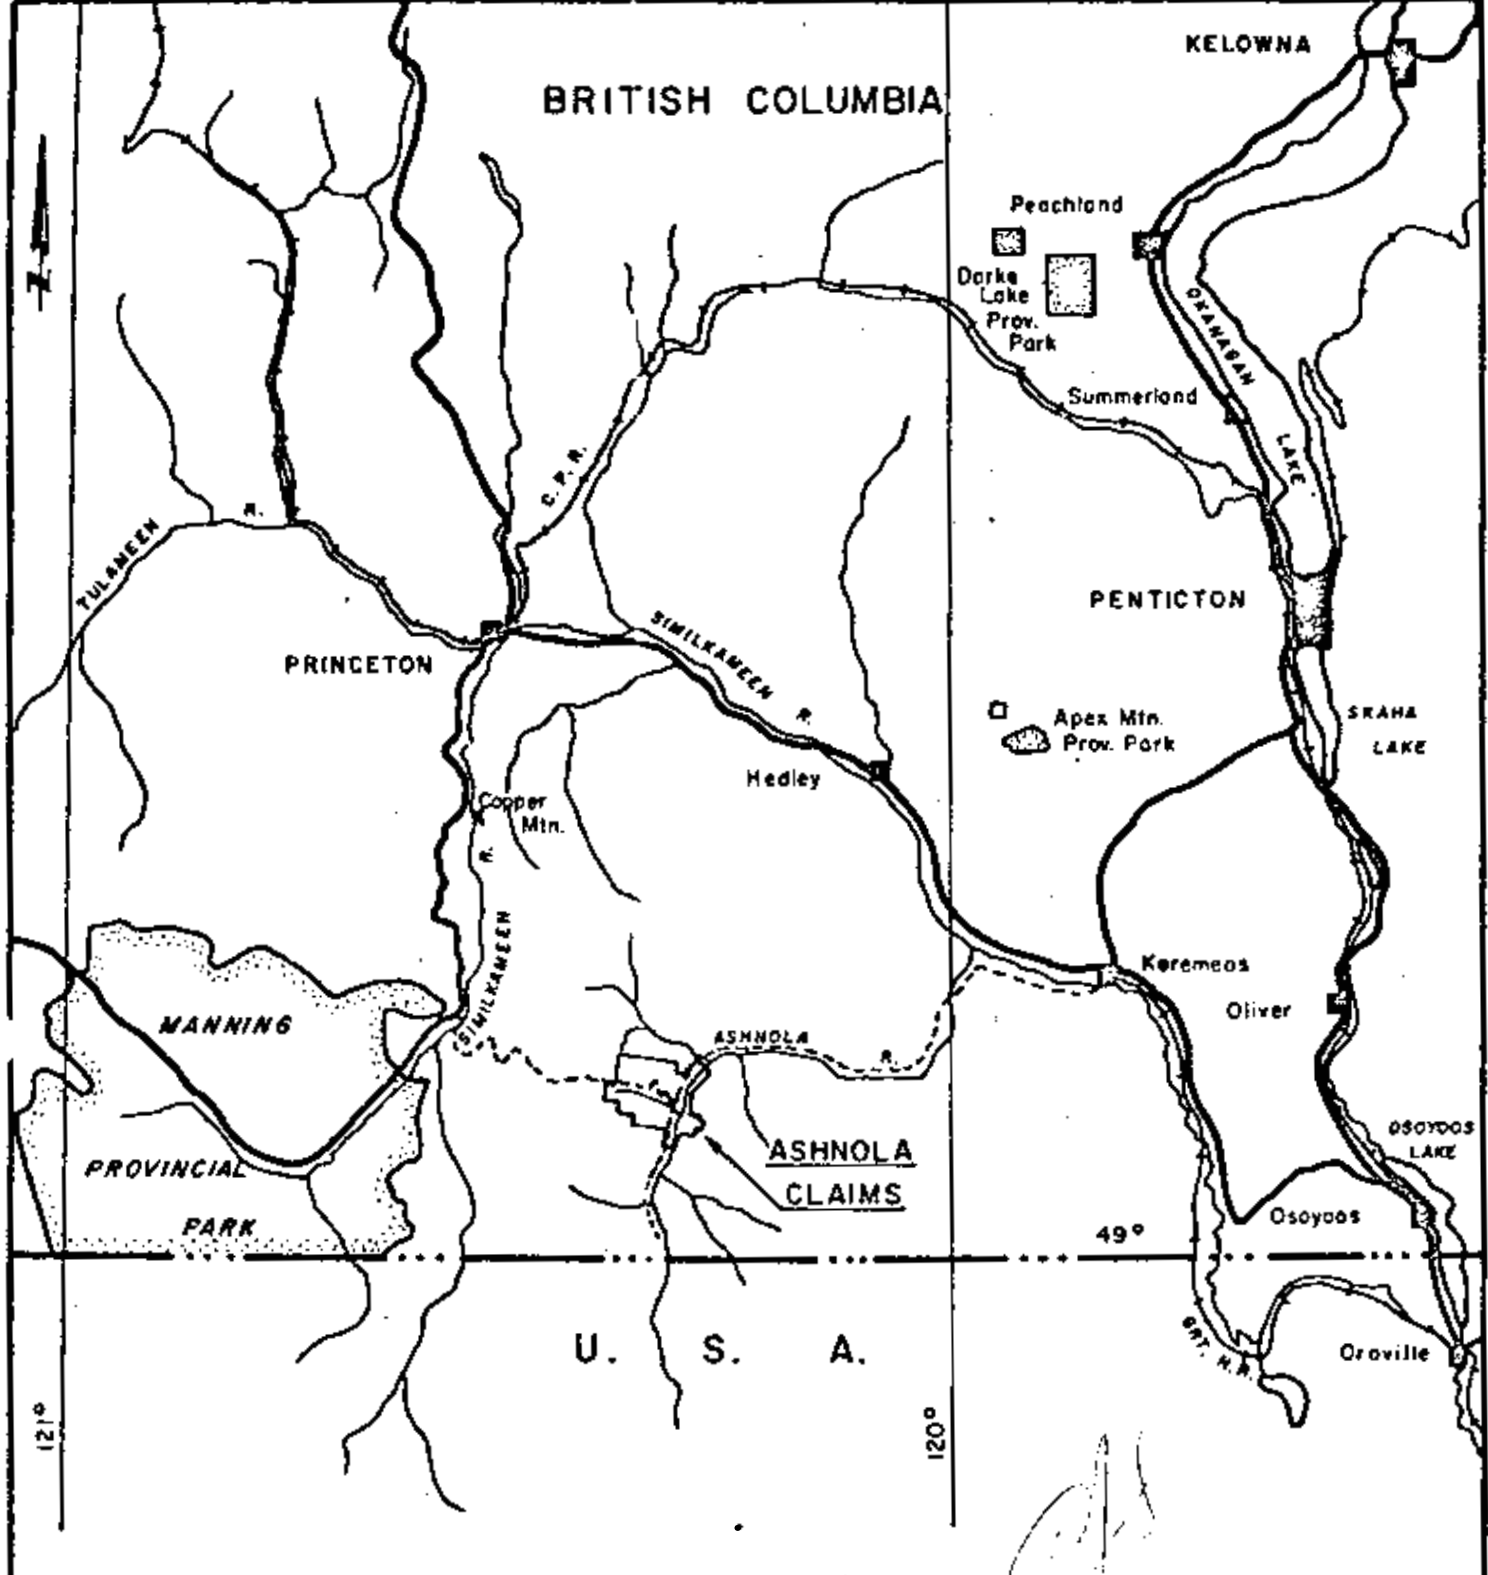 KELOWNA
BRITISH COLUMBIA
Peachland
Darke
Lake
Prov.
Park
OKANAGAN
LAKE
Summerland
C. P. R.
TULAMEEN R.
PENTICTON
SIMILKAMEEN R.
PRINCETON
Apex Mtn.
Prov. Park
SKAHA
LAKE
Hedley
Copper
Mtn.
SIMILKAMEEN R.
Keremeos
Oliver
MANNING
ASHNOLA R.
PROVINCIAL
PARK
ASHNOLA
CLAIMS
OSOYOOS
LAKE
Osoyoos
49°
U. S. A.
GRT. N. R.
Oroville
121°
120°